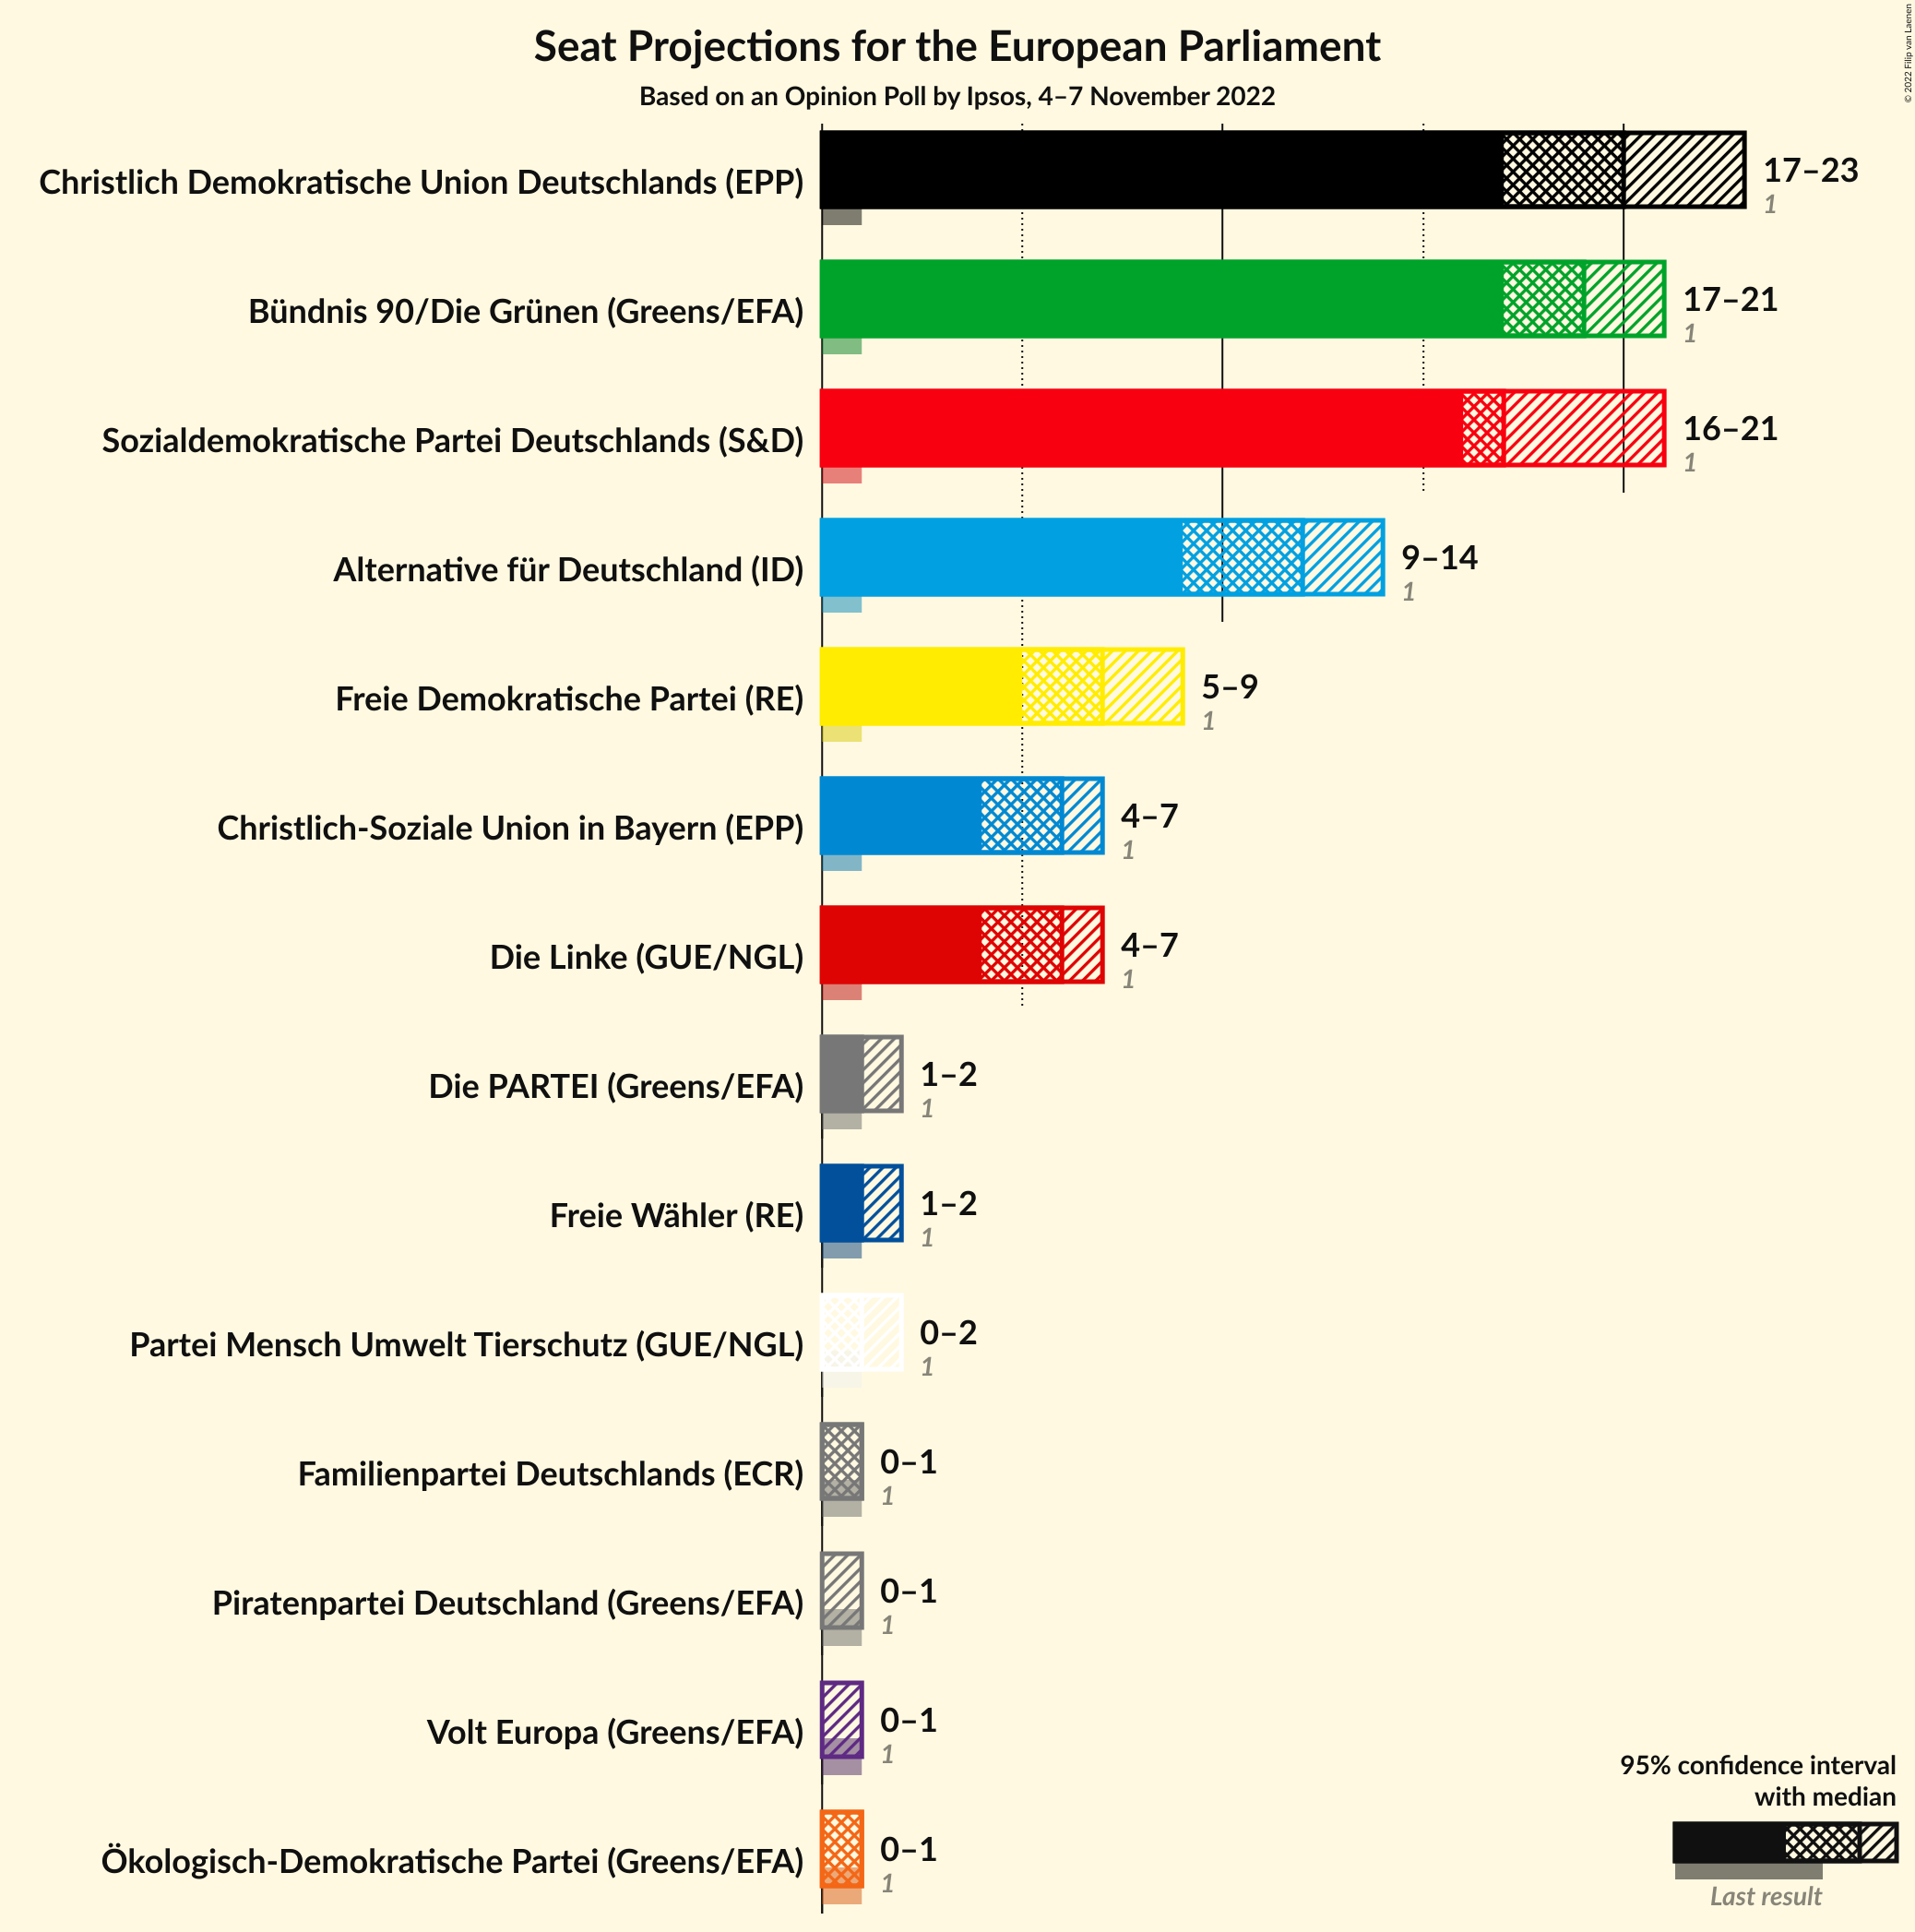 Seat Projections for the European Parliament
Based on an Opinion Poll by Ipsos, 4–7 November 2022
© 2022 Filip van Laenen
Christlich Demokratische Union Deutschlands (EPP)
17–23
1
Bündnis 90/Die Grünen (Greens/EFA)
17–21
1
Sozialdemokratische Partei Deutschlands (S&D)
16–21
1
Alternative für Deutschland (ID)
9–14
1
Freie Demokratische Partei (RE)
5–9
1
Christlich-Soziale Union in Bayern (EPP)
4–7
1
Die Linke (GUE/NGL)
4–7
1
Die PARTEI (Greens/EFA)
1–2
1
Freie Wähler (RE)
1–2
1
Partei Mensch Umwelt Tierschutz (GUE/NGL)
0–2
1
Familienpartei Deutschlands (ECR)
0–1
1
Piratenpartei Deutschland (Greens/EFA)
0–1
1
Volt Europa (Greens/EFA)
0–1
1
Ökologisch-Demokratische Partei (Greens/EFA)
0–1
1
95% confidence interval
with median
Last result